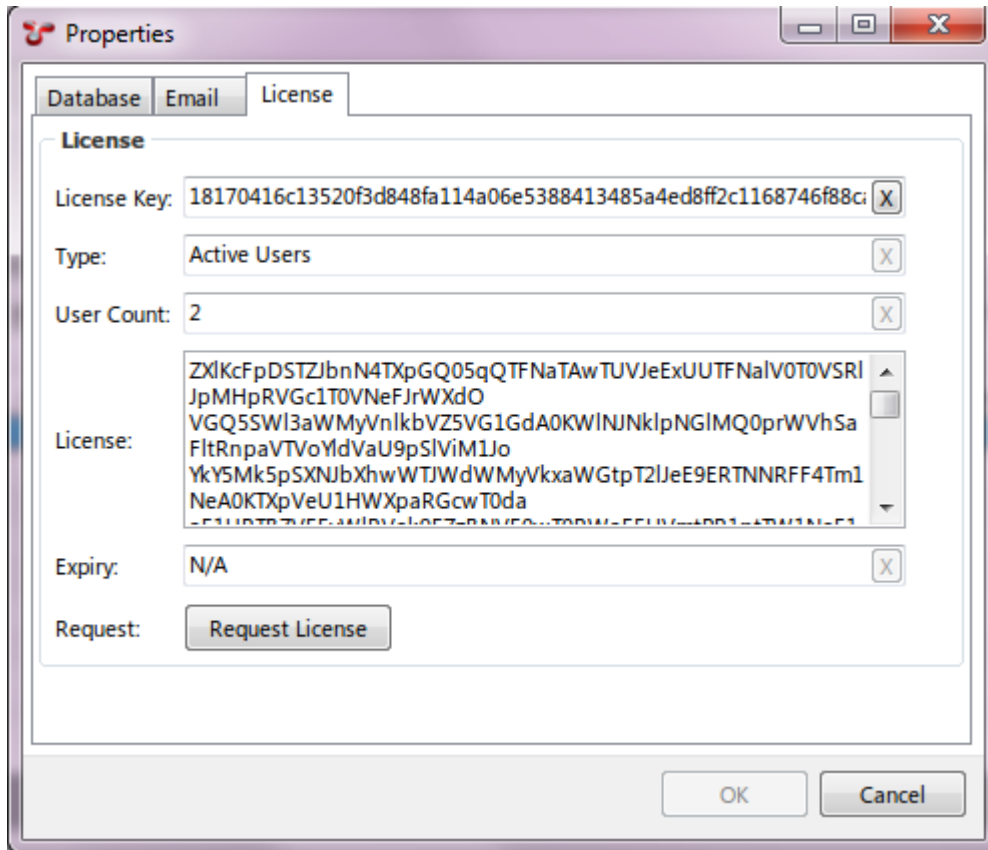 Properties
Database Email License
License
License Key: 18170416c13520f3d848fa114a06e5388413485a4ed8ff2c1168746f88c X
Type: Active Users X
User Count: 2 X
License:
ZXlKcFpDSTZJbnN4TXpGQ05qQTFNaTAwTUVJeExUUTFNalV0T0VSRl
JpMHpRVGc1T0VNeFJrWXdO
VGQ5SWl3aWMyVnlkbVZ5VG1GdA0KWlNJNklpNGlMQ0prWVhSa
FltRnpaVTVoYldVaU9pSlViM1Jo
YkY5Mk5pSXNJbXhwWTJWdWMyVkxaWGtpT2lJeE9ERTNNRFF4Tm1
NeA0KTXpVeU1HWXpaRGcwT0da
Expiry: N/A X
Request: Request License
OK Cancel